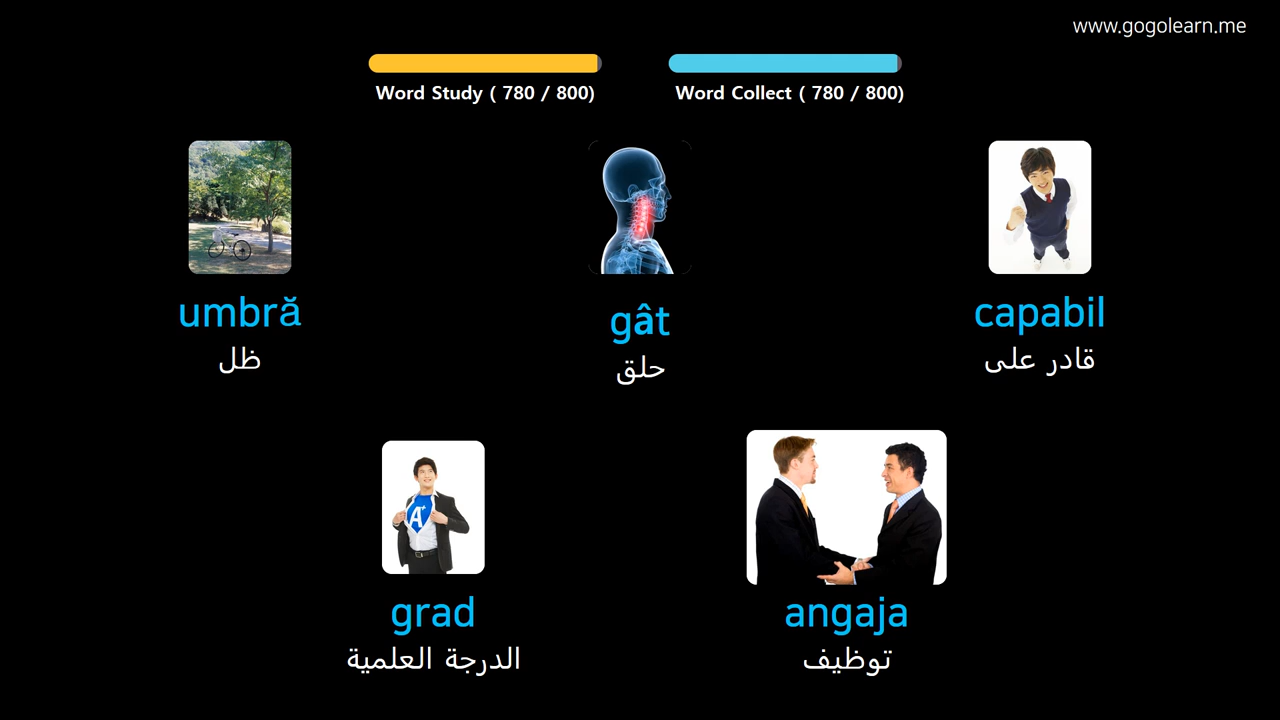 www.gogolearn.me
Word Study ( 780 / 800)
Word Collect ( 780 / 800)
umbră
ظل
gât
حلق
capabil
قادر على
A+
grad
الدرجة العلمية
angaja
توظيف